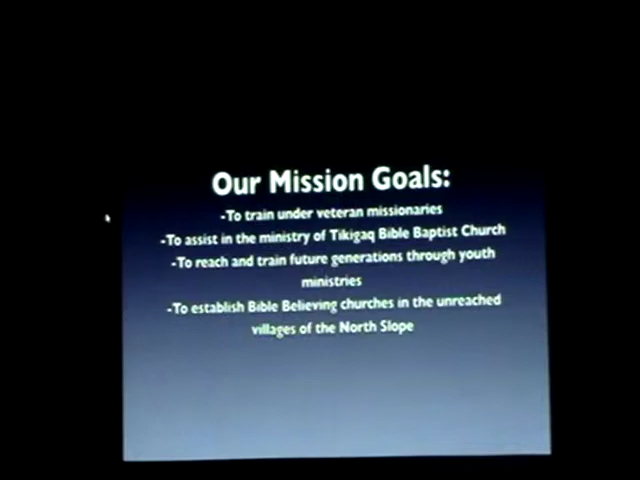 Our Mission Goals:
-To train under veteran missionaries
-To assist in the ministry of Tikigaq Bible Baptist Church
-To reach and train future generations through youth
ministries
-To establish Bible Believing churches in the unreached
villages of the North Slope